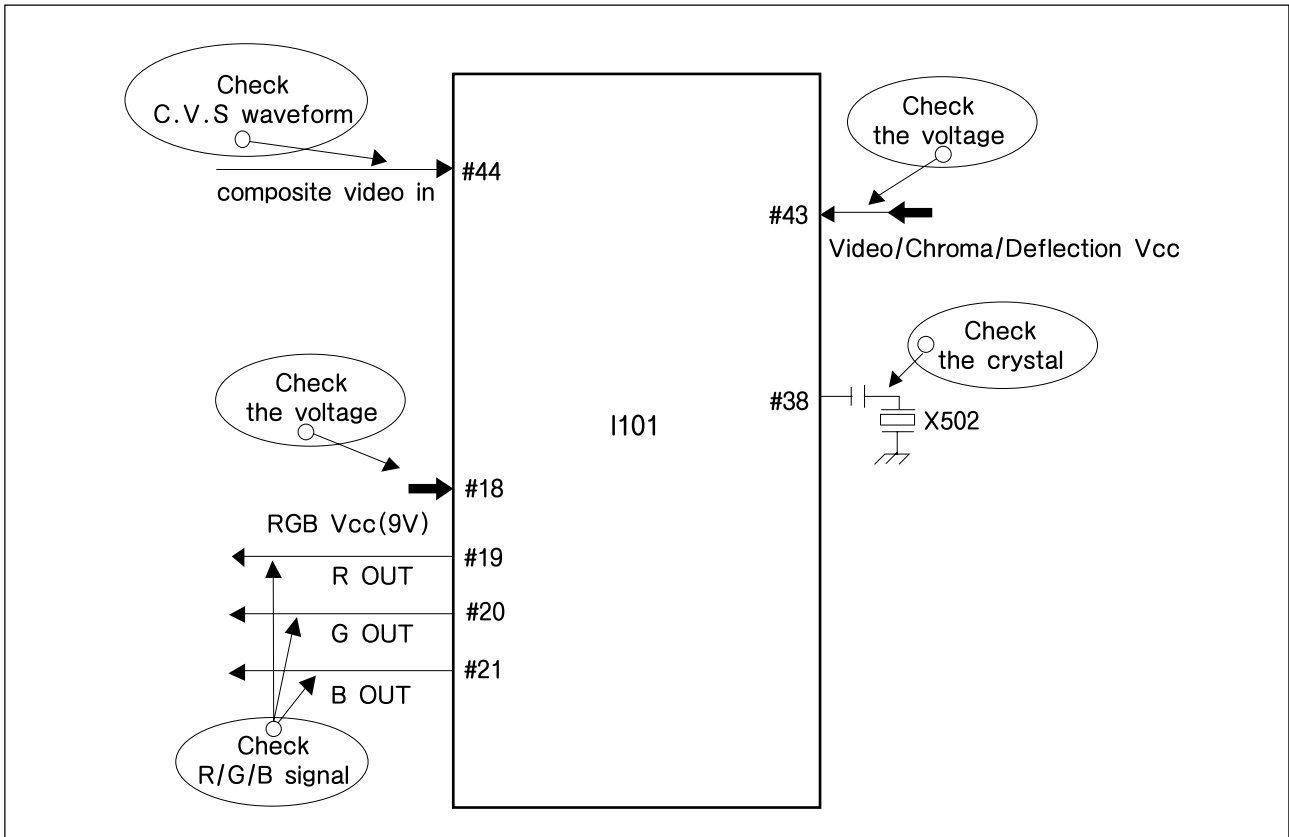 Check
C.V.S waveform
#44
composite video in
Check
the voltage
#43
Video/Chroma/Deflection Vcc
Check
the crystal
#38
X502
I101
Check
the voltage
#18
RGB Vcc(9V)
#19
R OUT
#20
G OUT
#21
B OUT
Check
R/G/B signal